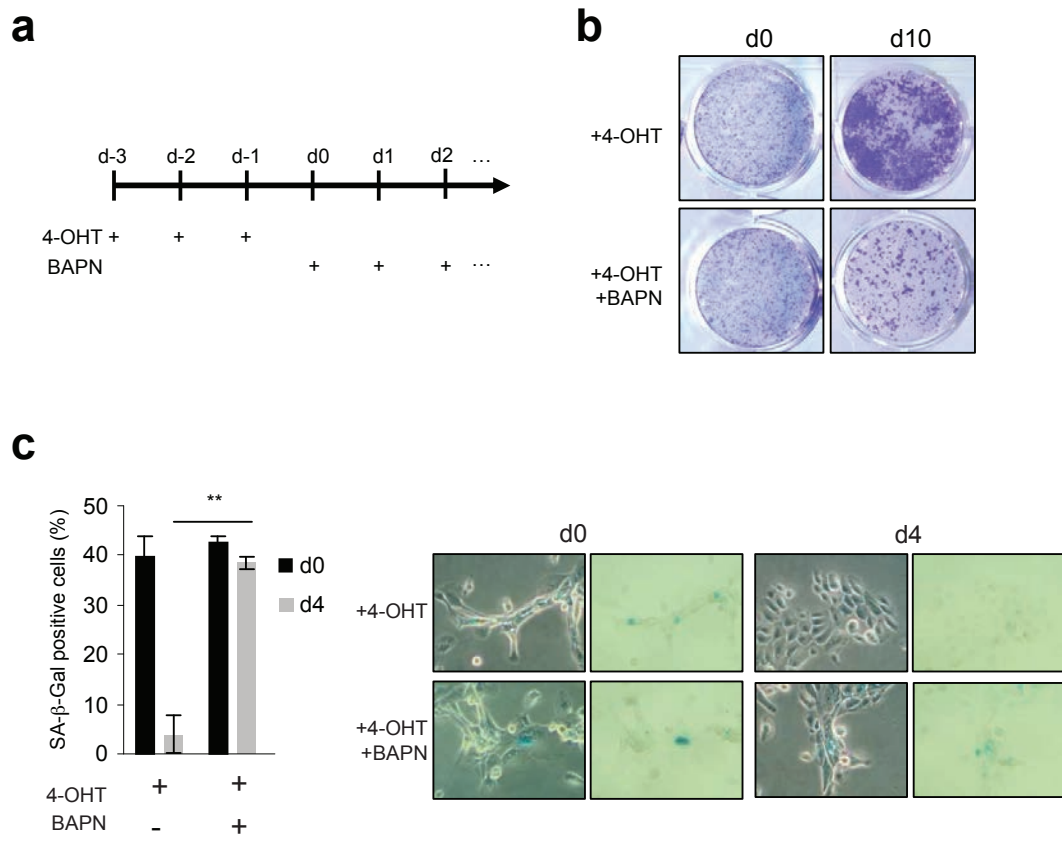 a
d-3 d-2 d-1 d0 d1 d2 ...
4-OHT + + +
BAPN + + + ...
b
d0 d10
+4-OHT
+4-OHT
+BAPN
c
SA-β-Gal positive cells (%)
50
40
30
20
10
0
**
d0
d4
4-OHT + +
BAPN - +
d0 d4
+4-OHT
+4-OHT
+BAPN